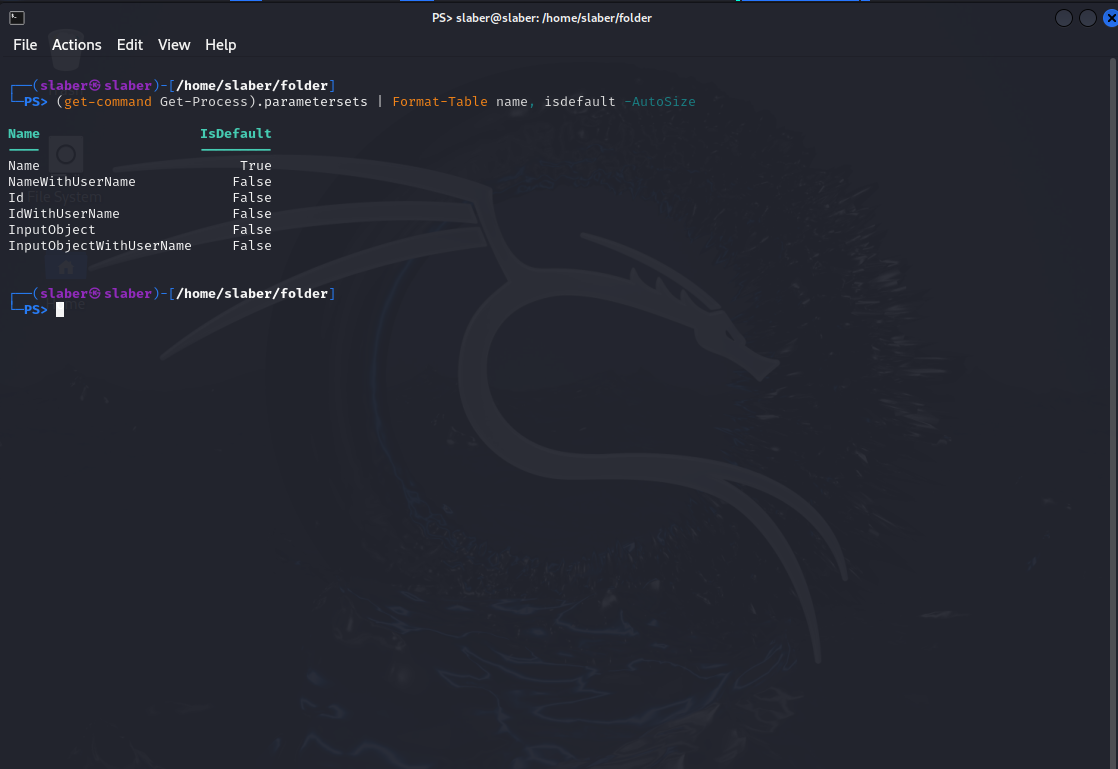 PS> slaber@slaber: /home/slaber/folder
File Actions Edit View Help
┌──(slaber㉿slaber)-[/home/slaber/folder]
└─PS> (get-command Get-Process).parametersets | Format-Table name, isdefault -AutoSize
Name IsDefault
Name True
NameWithUserName False
Id False
File System
IdWithUserName False
InputObject False
InputObjectWithUserName False
┌──(slaber㉿slaber)-[/home/slaber/folder]
└─PS>